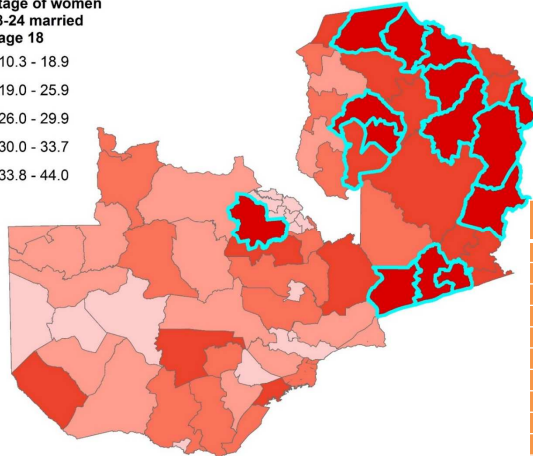 tage of women
8-24 married
age 18
10.3 - 18.9
19.0 - 25.9
26.0 - 29.9
30.0 - 33.7
33.8 - 44.0